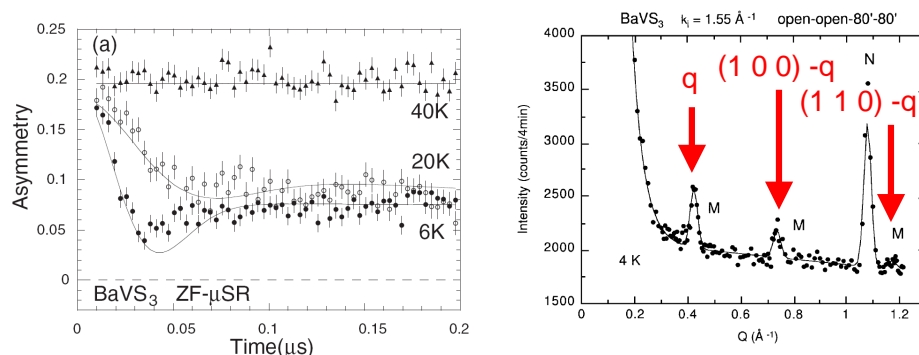 (a)
0.25
0.2
0.15
0.1
0.05
0
Asymmetry
40K
20K
6K
BaVS₃ ZF-μSR
0 0.05 0.1 0.15 0.2
Time(μs)
BaVS₃ kᵢ = 1.55 Å⁻¹ open-open-80'-80'
4000
3500
3000
2500
2000
1500
Intensity (counts/4min)
q
(1 0 0) -q
(1 1 0) -q
N
M
M
M
4 K
0 0.2 0.4 0.6 0.8 1 1.2
Q (Å⁻¹)